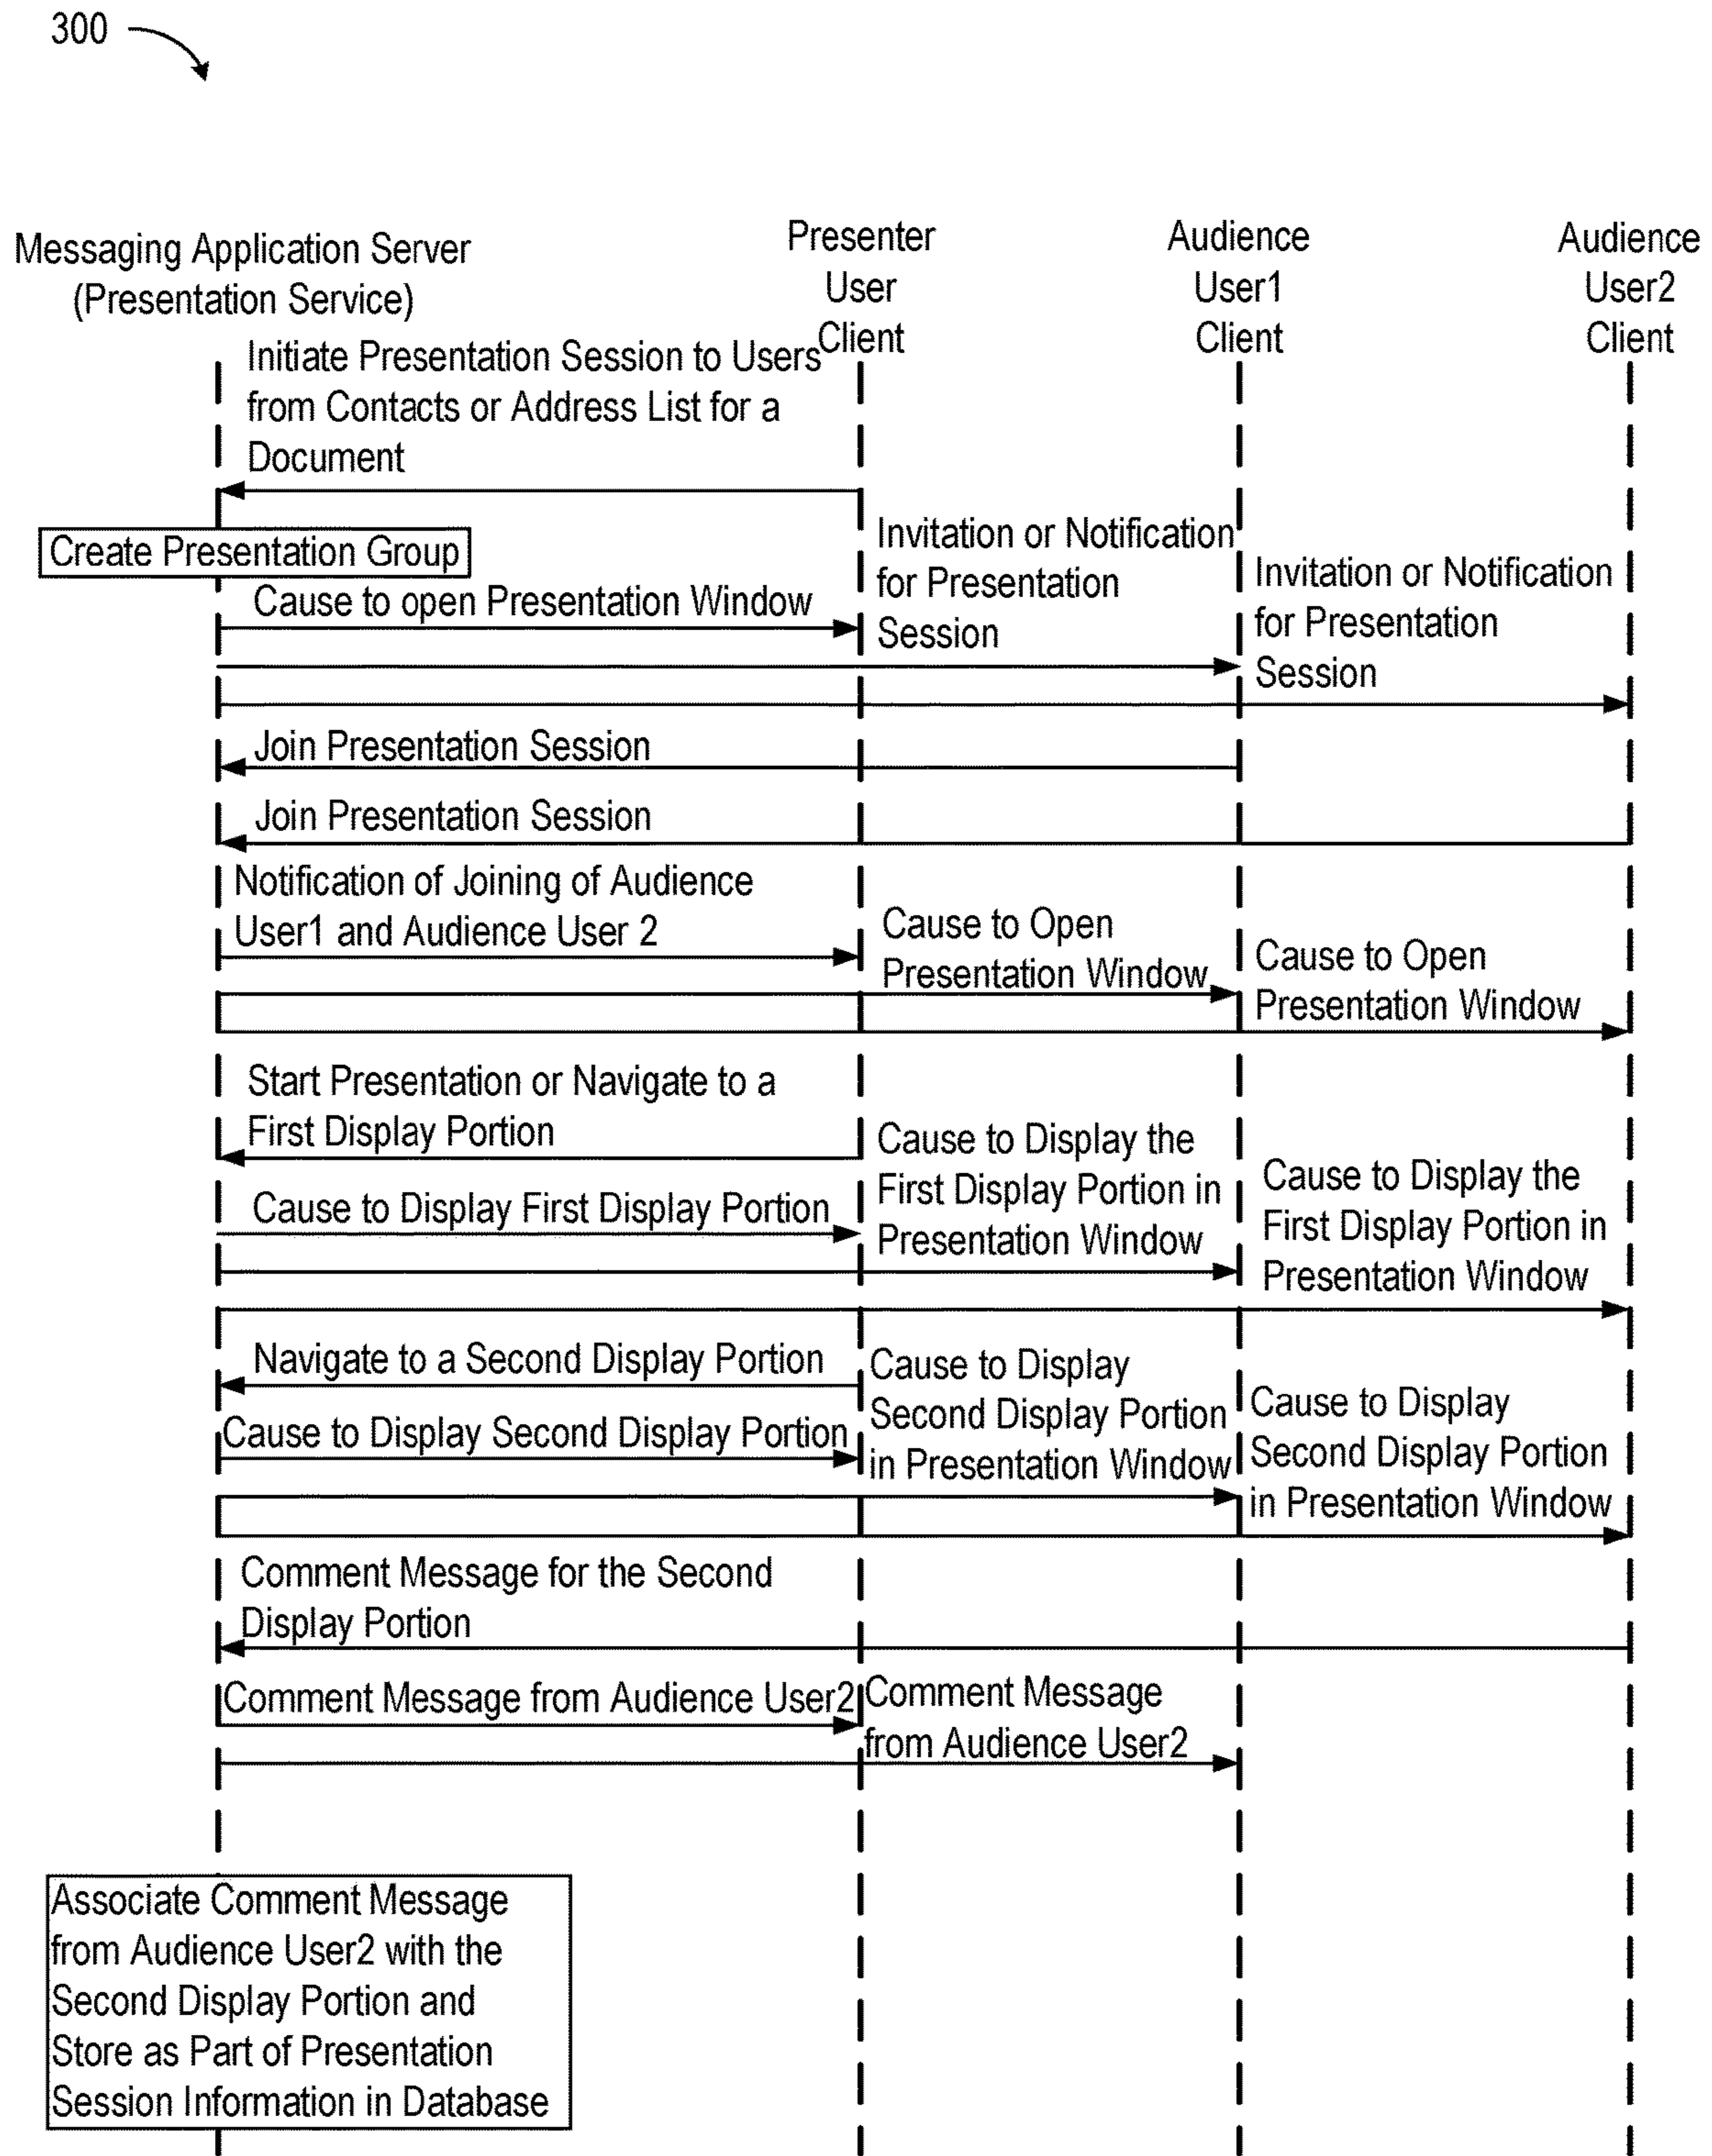 300
Messaging Application Server
(Presentation Service)
Presenter
User
Client
Audience
User1
Client
Audience
User2
Client
Initiate Presentation Session to Users
from Contacts or Address List for a
Document
Create Presentation Group
Cause to open Presentation Window
Invitation or Notification
for Presentation
Session
Invitation or Notification
for Presentation
Session
Join Presentation Session
Join Presentation Session
Notification of Joining of Audience
User1 and Audience User 2
Cause to Open
Presentation Window
Cause to Open
Presentation Window
Start Presentation or Navigate to a
First Display Portion
Cause to Display First Display Portion
Cause to Display the
First Display Portion in
Presentation Window
Cause to Display the
First Display Portion in
Presentation Window
Navigate to a Second Display Portion
Cause to Display Second Display Portion
Cause to Display
Second Display Portion
in Presentation Window
Cause to Display
Second Display Portion
in Presentation Window
Comment Message for the Second
Display Portion
Comment Message from Audience User2
Comment Message
from Audience User2
Associate Comment Message
from Audience User2 with the
Second Display Portion and
Store as Part of Presentation
Session Information in Database